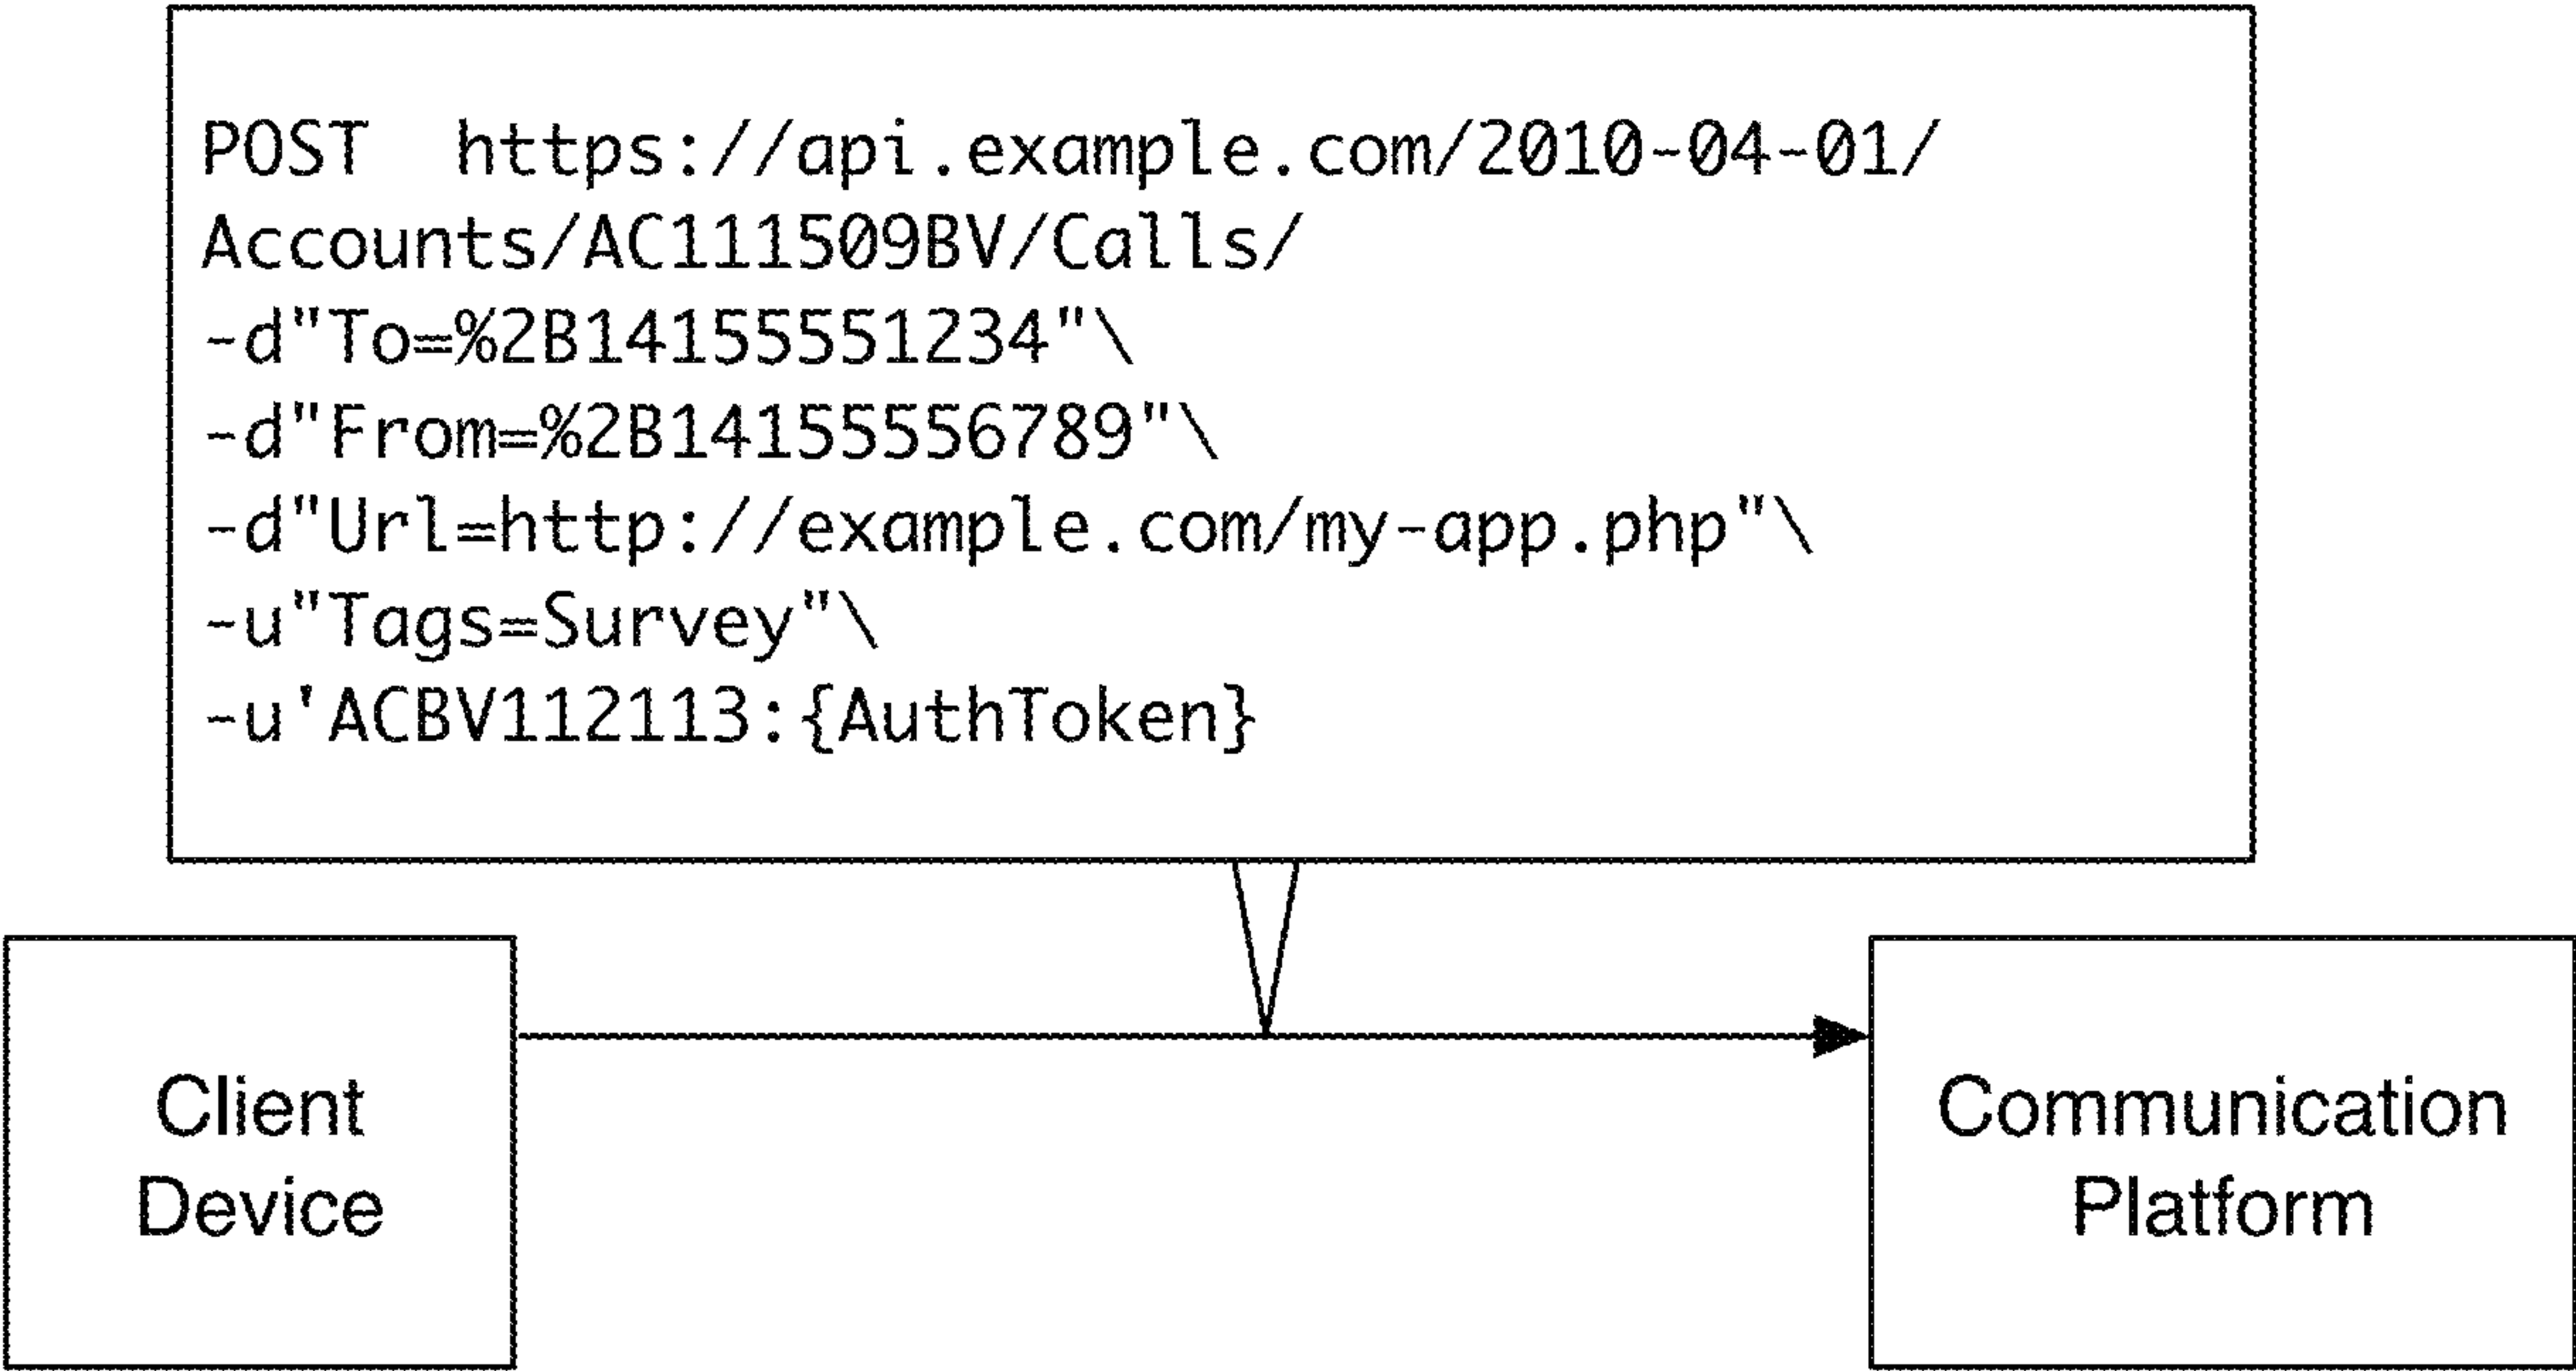 POST  https://api.example.com/2010-04-01/
Accounts/AC111509BV/Calls/
-d"To=%2B14155551234"\
-d"From=%2B14155556789"\
-d"Url=http://example.com/my-app.php"\
-u"Tags=Survey"\
-u'ACBV112113:{AuthToken}
Client
Device
Communication
Platform